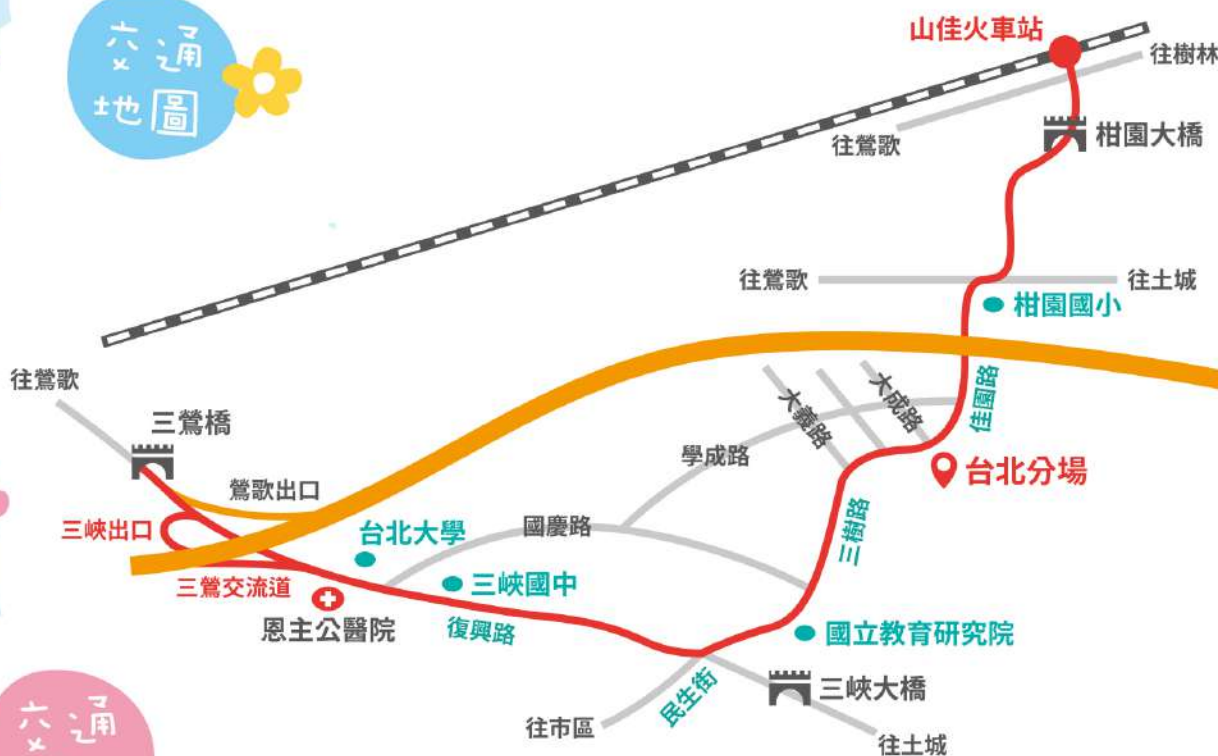 交通
地圖
山佳火車站
往樹林
往鶯歌
柑園大橋
往鶯歌
往土城
柑園國小
往鶯歌
三鶯橋
大義路
大成路
佳園路
學成路
台北分場
鶯歌出口
三峽出口
台北大學
國慶路
三樹路
三鶯交流道
三峽國中
恩主公醫院
復興路
國立教育研究院
三峽大橋
民生街
往市區
往土城
交通